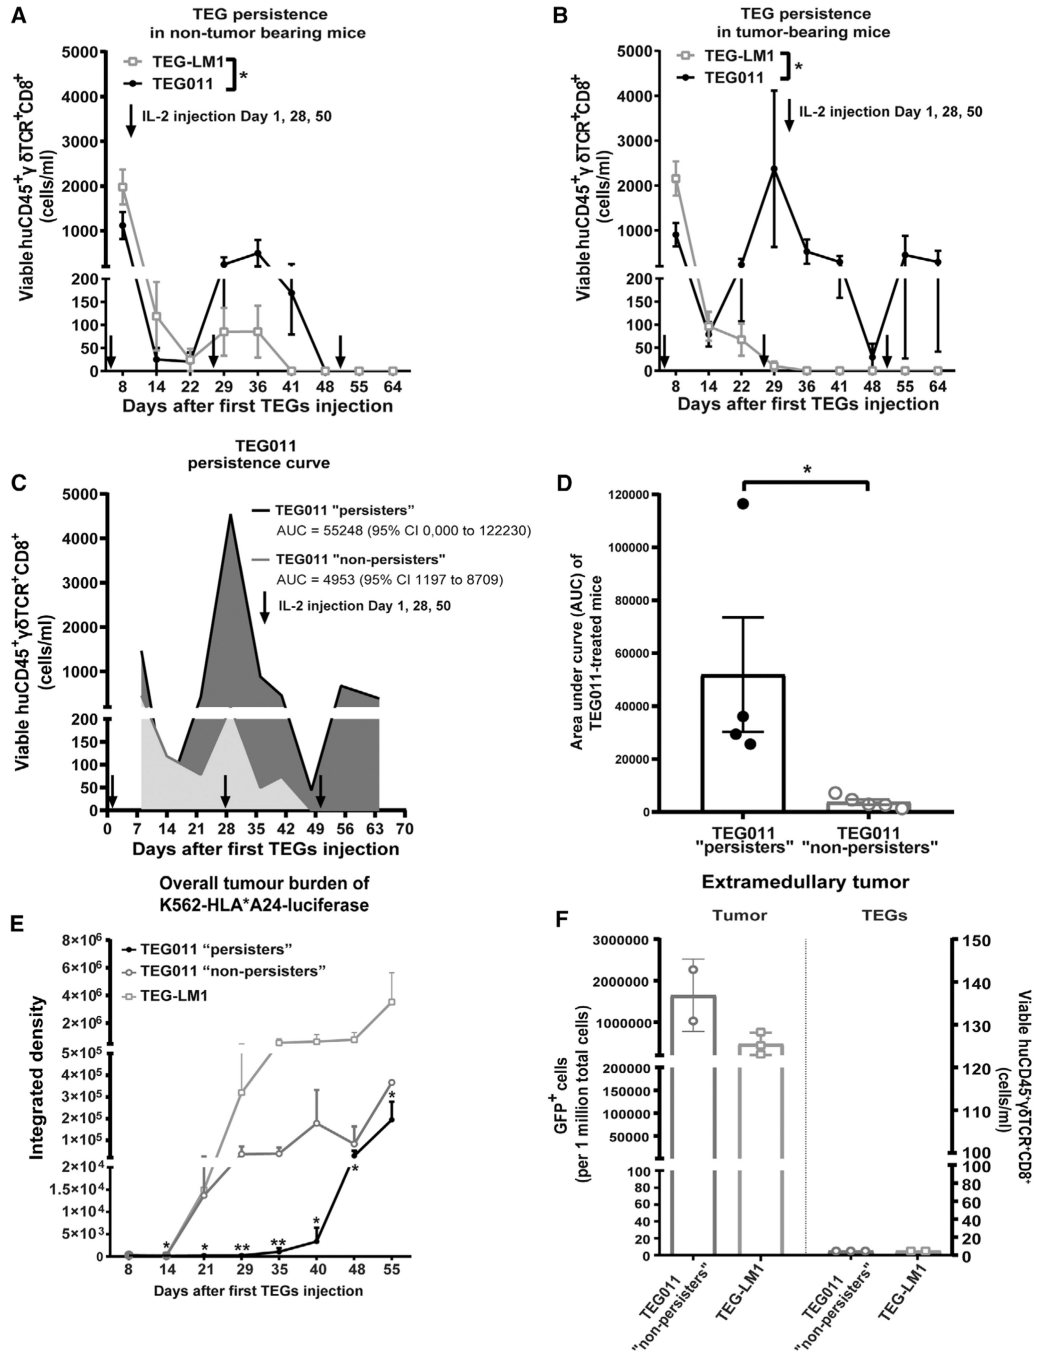 A
TEG persistence
in non-tumor bearing mice
Viable huCD45⁺γδTCR⁺CD8⁺
(cells/ml)
5000
4000
3000
2000
1000
200
150
100
50
0
TEG-LM1
TEG011
*
IL-2 injection Day 1, 28, 50
8 14 22 29 36 41 48 55 64
Days after first TEGs injection
B
TEG persistence
in tumor-bearing mice
Viable huCD45⁺γδTCR⁺CD8⁺
(cells/ml)
5000
4000
3000
2000
1000
200
150
100
50
0
TEG-LM1
TEG011
*
IL-2 injection Day 1, 28, 50
8 14 22 29 36 41 48 55 64
Days after first TEGs injection
C
TEG011
persistence curve
Viable huCD45⁺γδTCR⁺CD8⁺
(cells/ml)
5000
4000
3000
2000
1000
200
150
100
50
0
TEG011 "persisters"
AUC = 55248 (95% CI 0,000 to 122230)
TEG011 "non-persisters"
AUC = 4953 (95% CI 1197 to 8709)
IL-2 injection Day 1, 28, 50
0 7 14 21 28 35 42 49 56 63 70
Days after first TEGs injection
D
Area under curve (AUC) of
TEG011-treated mice
120000
100000
80000
60000
40000
20000
0
*
TEG011
"persisters"
TEG011
"non-persisters"
E
Overall tumour burden of
K562-HLA*A24-luciferase
Integrated density
8×10⁶
6×10⁶
4×10⁶
2×10⁶
5×10⁵
4×10⁵
3×10⁵
2×10⁵
1×10⁵
2×10⁴
1.5×10⁴
1×10⁴
5×10³
0
TEG011 “persisters”
TEG011 “non-persisters”
TEG-LM1
* * ** ** * * *
8 14 21 29 35 40 48 55
Days after first TEGs injection
F
Extramedullary tumor
Tumor
TEGs
GFP⁺ cells
(per 1 million total cells)
3000000
2000000
1000000
200000
150000
100000
50000
100
80
60
40
20
0
150
140
130
120
110
100
100
80
60
40
20
0
Viable huCD45⁺γδTCR⁺CD8⁺
(cells/ml)
TEG011
"non-persisters"
TEG-LM1
TEG011
"non-persisters"
TEG-LM1